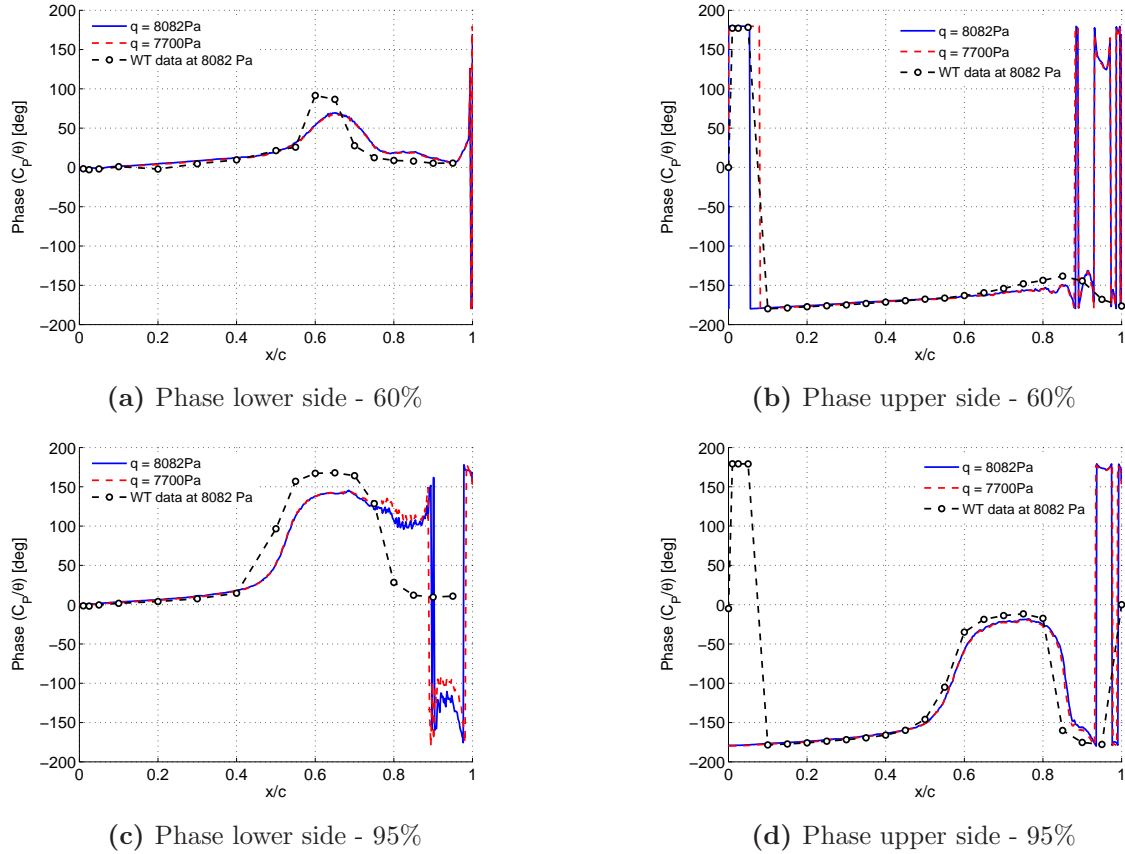 200
150
100
50
0
−50
−100
−150
−200
Phase (C_P/θ) [deg]
q = 8082Pa
q = 7700Pa
WT data at 8082 Pa
0 0.2 0.4 0.6 0.8 1
x/c
(a) Phase lower side - 60%
200
150
100
50
0
−50
−100
−150
−200
Phase (C_P/θ) [deg]
q = 8082Pa
q = 7700Pa
WT data at 8082 Pa
0 0.2 0.4 0.6 0.8 1
x/c
(b) Phase upper side - 60%
200
150
100
50
0
−50
−100
−150
−200
Phase (C_P/θ) [deg]
q = 8082Pa
q = 7700Pa
WT data at 8082 Pa
0 0.2 0.4 0.6 0.8 1
x/c
(c) Phase lower side - 95%
200
150
100
50
0
−50
−100
−150
−200
Phase (C_P/θ) [deg]
q = 8082Pa
q = 7700Pa
WT data at 8082 Pa
0 0.2 0.4 0.6 0.8 1
x/c
(d) Phase upper side - 95%